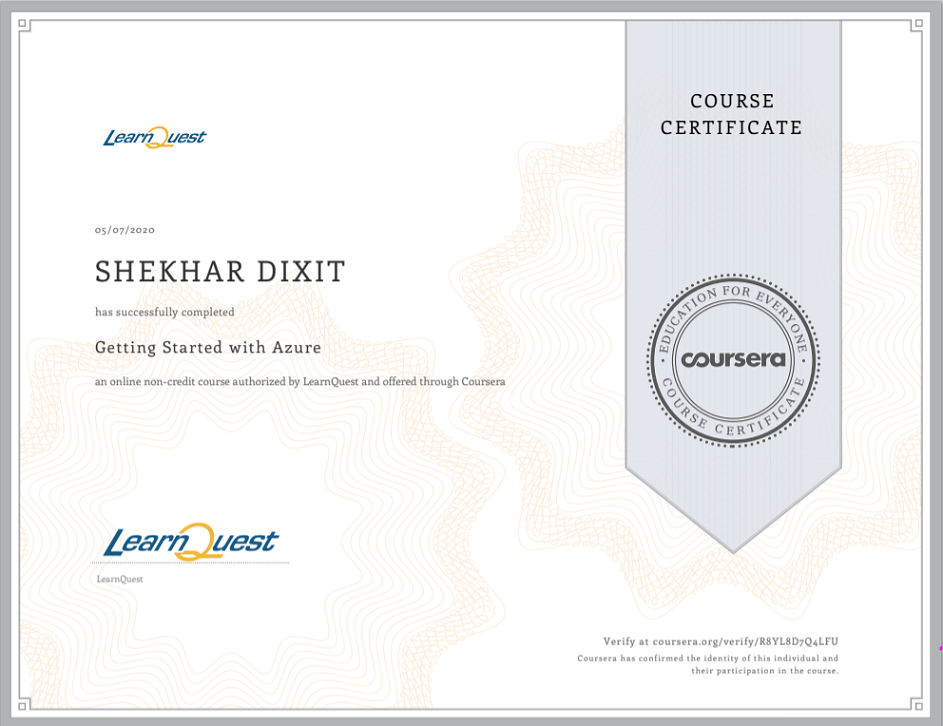 LearnQuest
COURSE
CERTIFICATE
05/07/2020
SHEKHAR DIXIT
has successfully completed
Getting Started with Azure
an online non-credit course authorized by LearnQuest and offered through Coursera
EDUCATION FOR EVERYONE
coursera
COURSE CERTIFICATE
LearnQuest
LearnQuest
Verify at coursera.org/verify/R8YL8D7Q4LFU
Coursera has confirmed the identity of this individual and
their participation in the course.